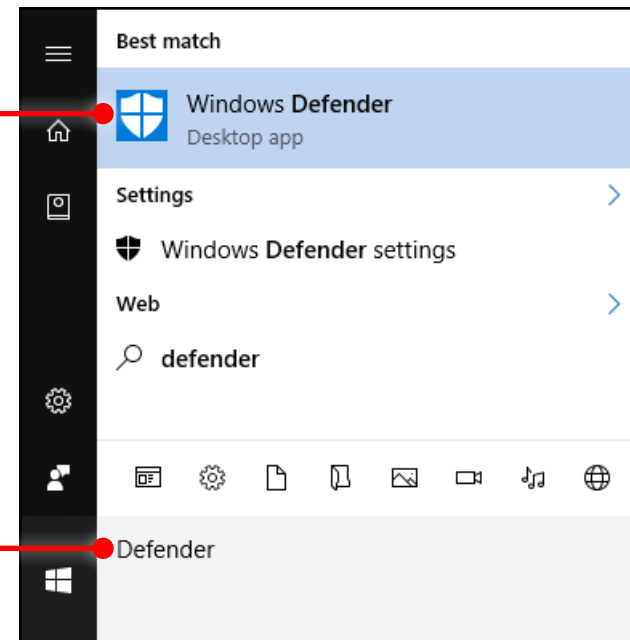 Best match
Windows Defender
Desktop app
Settings
Windows Defender settings
Web
defender
Defender